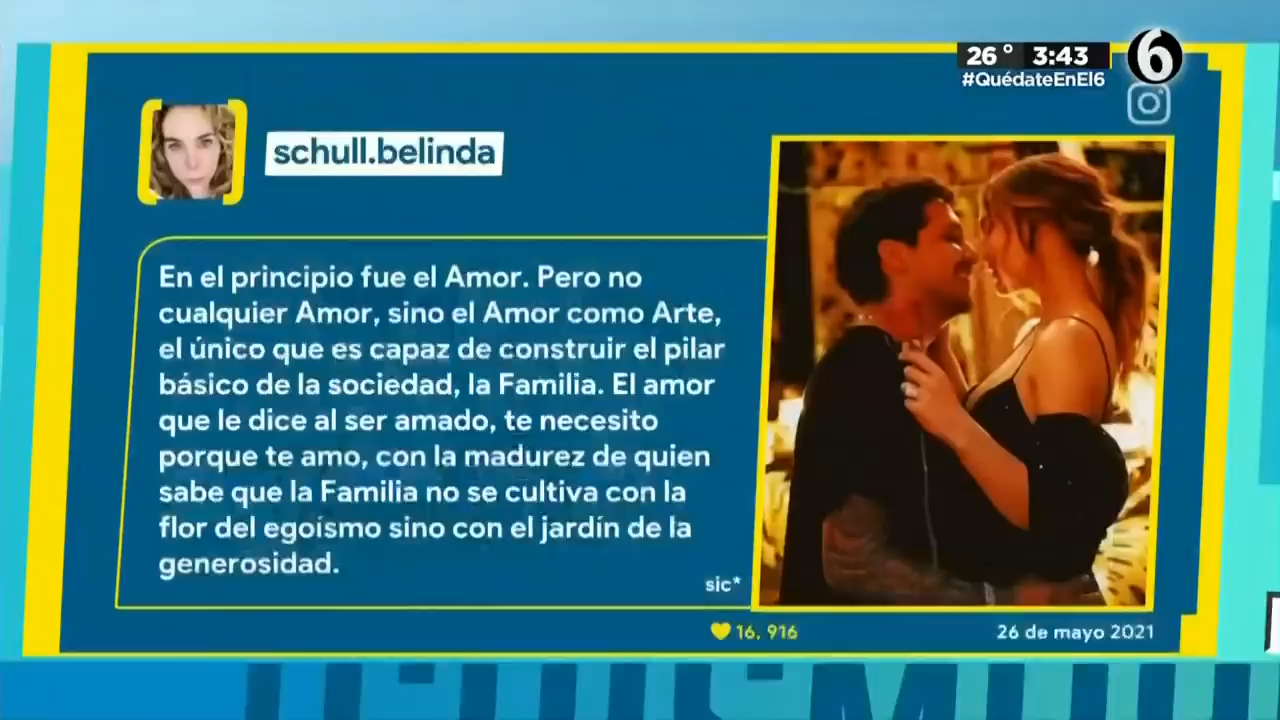 26° 3:43
6
#QuédateEnEl6
schull.belinda
En el principio fue el Amor. Pero no
cualquier Amor, sino el Amor como Arte,
el único que es capaz de construir el pilar
básico de la sociedad, la Familia. El amor
que le dice al ser amado, te necesito
porque te amo, con la madurez de quien
sabe que la Familia no se cultiva con la
flor del egoísmo sino con el jardín de la
generosidad.
sic*
16, 916
26 de mayo 2021